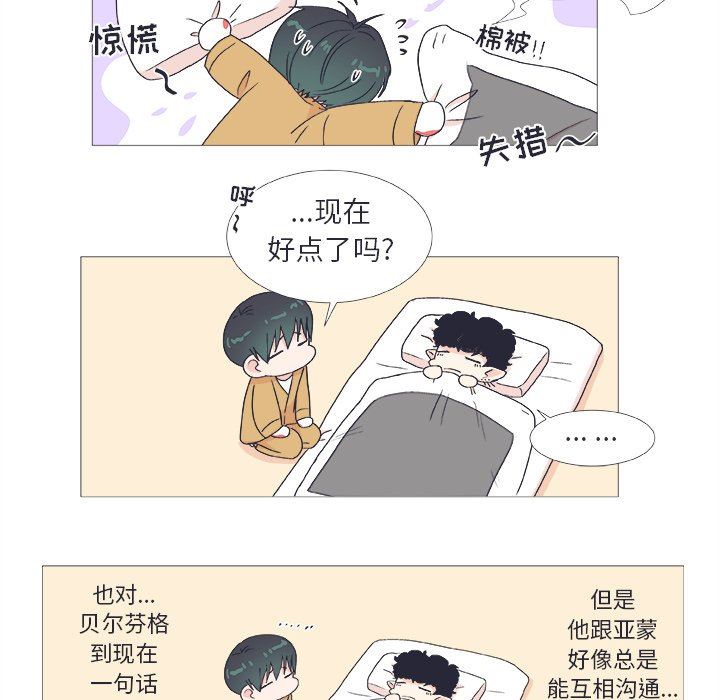 惊慌～
棉被!!
失措～
呼～
...现在
好点了吗?
... ...
也对...
贝尔芬格
到现在
一句话
但是
他跟亚蒙
好像总是
能互相沟通...